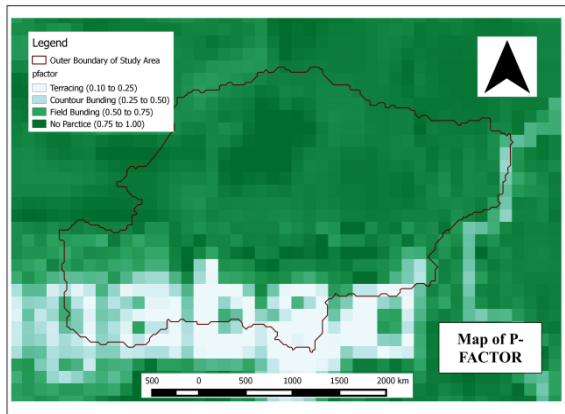 Legend
Outer Boundary of Study Area
pfactor
Terracing (0.10 to 0.25)
Countour Bunding (0.25 to 0.50)
Field Bunding (0.50 to 0.75)
No Parctice (0.75 to 1.00)
Map of P-
FACTOR
500 0 500 1000 1500 2000 km